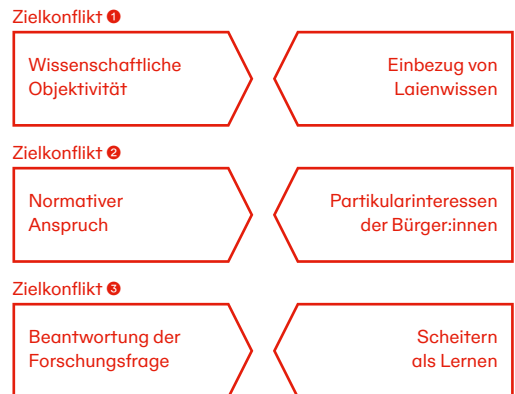 Zielkonflikt ❶
Wissenschaftliche
Objektivität
Einbezug von
Laienwissen
Zielkonflikt ❷
Normativer
Anspruch
Partikularinteressen
der Bürger:innen
Zielkonflikt ❸
Beantwortung der
Forschungsfrage
Scheitern
als Lernen